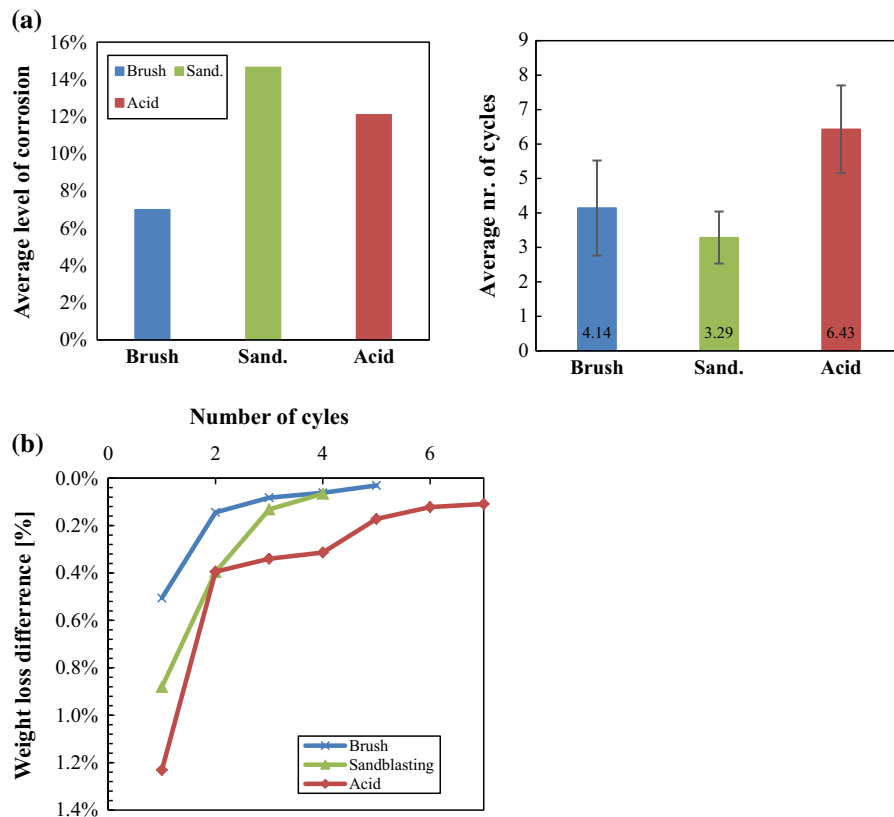 (a)
16%
14%
12%
10%
8%
6%
4%
2%
0%
Average level of corrosion
Brush Sand.
Acid
Brush Sand. Acid
9
8
7
6
5
4
3
2
1
0
Average nr. of cycles
4.14 3.29 6.43
Brush Sand. Acid
(b)
Number of cyles
0 2 4 6
0.0%
0.2%
0.4%
0.6%
0.8%
1.0%
1.2%
1.4%
Weight loss differrence [%]
Brush
Sandblasting
Acid